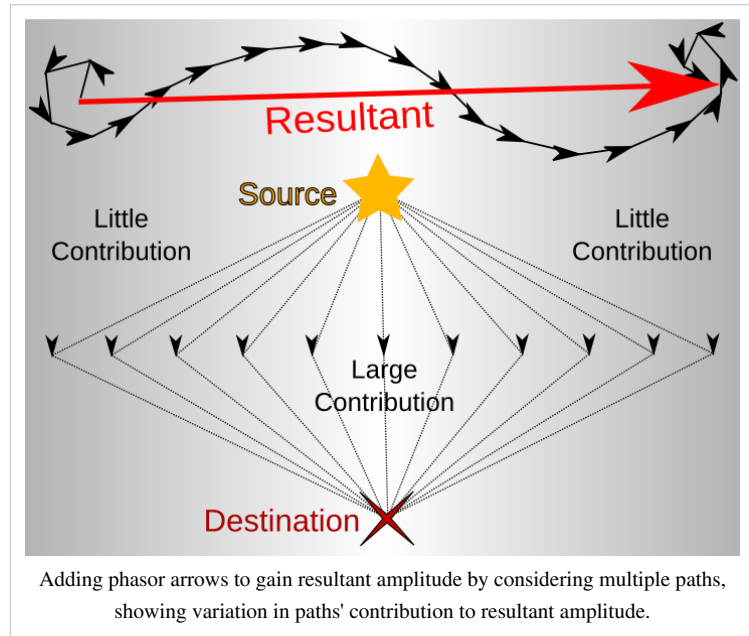 Resultant
Source
Little
Contribution
Little
Contribution
Large
Contribution
Destination
Adding phasor arrows to gain resultant amplitude by considering multiple paths,
showing variation in paths' contribution to resultant amplitude.